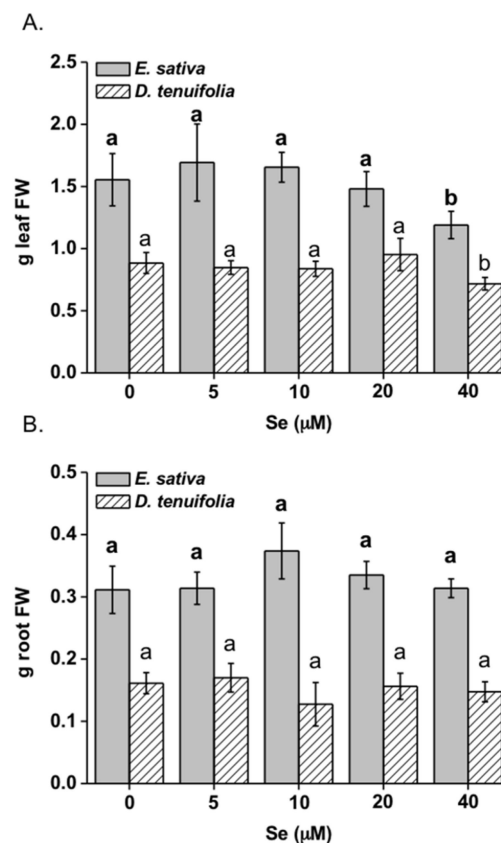 A.
2.5
2.0
1.5
1.0
0.5
0.0
g leaf FW
E. sativa
D. tenuifolia
a a a a b
a a a a b
0 5 10 20 40
Se (μM)
B.
0.5
0.4
0.3
0.2
0.1
0.0
g root FW
E. sativa
D. tenuifolia
a a a a a
a a a a a
0 5 10 20 40
Se (μM)